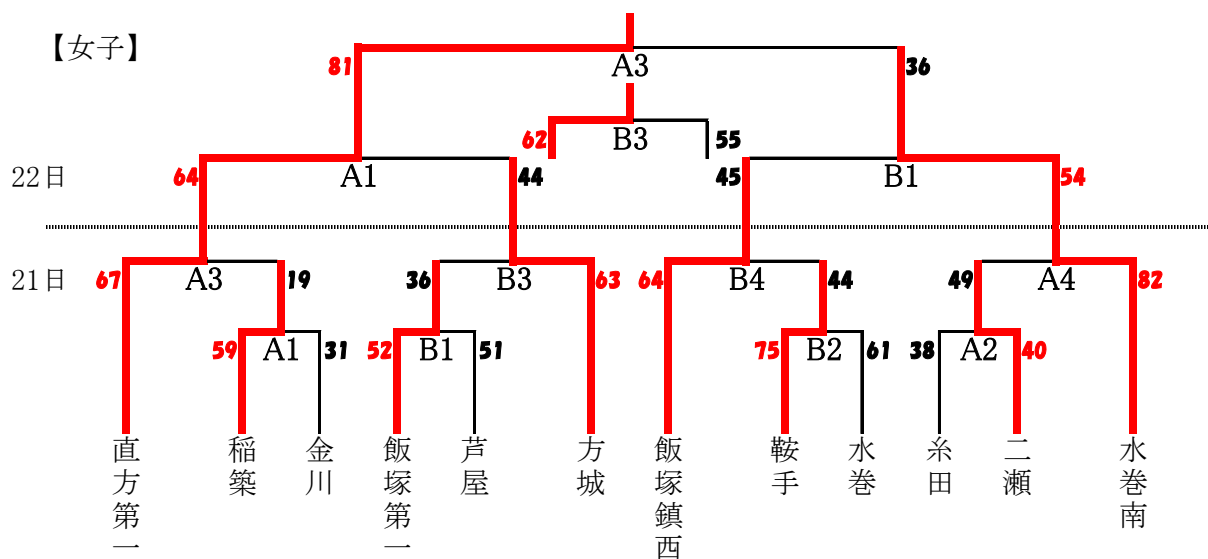 【女子】
81 A3 36
62 B3 55
22日 64 A1 44 45 B1 54
21日 67 A3 19 36 B3 63 64 B4 44 49 A4 82
59 A1 31 52 B1 51 75 B2 61 38 A2 40
直方第一
稲築
金川
飯塚第一
芦屋
方城
飯塚鎮西
鞍手
水巻
糸田
二瀬
水巻南